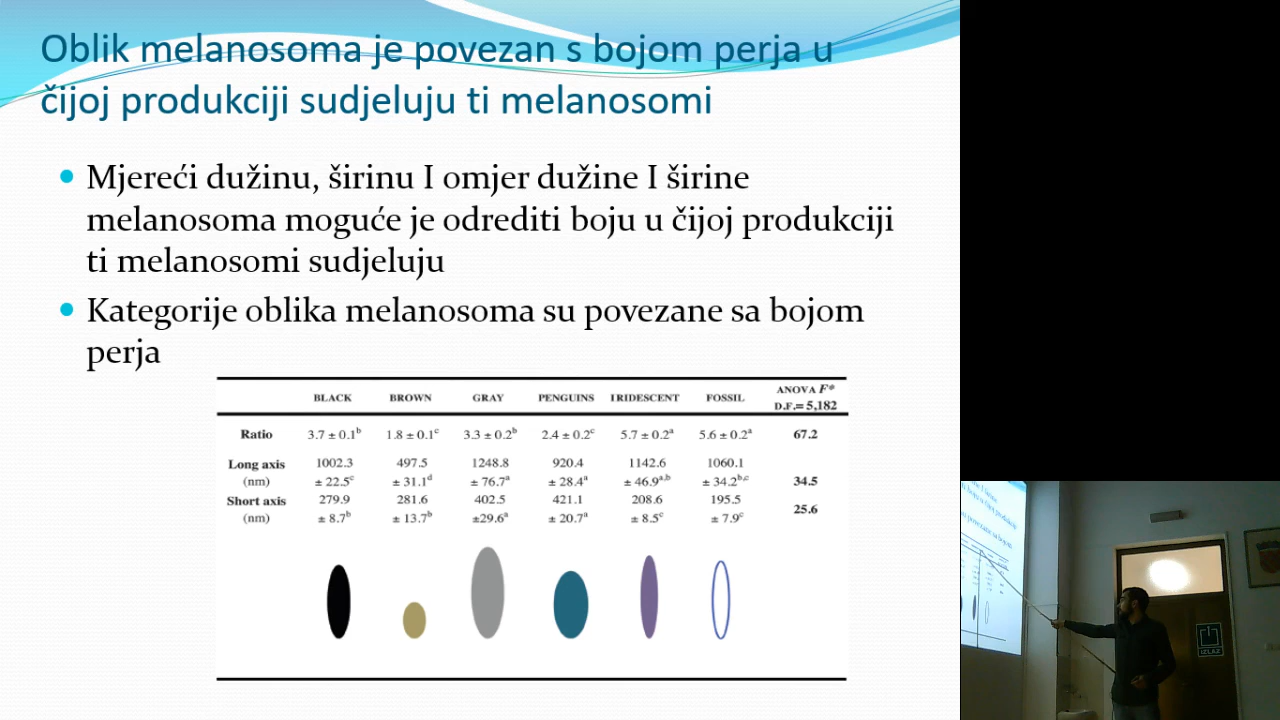 Oblik melanosoma je povezan s bojom perja u
čijoj produkciji sudjeluju ti melanosomi
Mjereći dužinu, širinu I omjer dužine I širine
melanosoma moguće je odrediti boju u čijoj produkciji
ti melanosomi sudjeluju
Kategorije oblika melanosoma su povezane sa bojom
perja
BLACK BROWN GRAY PENGUINS IRIDESCENT FOSSIL ANOVA F*
D.F.= 5,182
Ratio 3.7 ± 0.1b 1.8 ± 0.1c 3.3 ± 0.2b 2.4 ± 0.2c 5.7 ± 0.2a 5.6 ± 0.2a 67.2
Long axis 1002.3 497.5 1248.8 920.4 1142.6 1060.1
(nm) ± 22.5c ± 31.1d ± 76.7a ± 28.4a ± 46.9a,b ± 34.2b,c 34.5
Short axis 279.9 281.6 402.5 421.1 208.6 195.5
(nm) ± 8.7b ± 13.7b ±29.6a ± 20.7a ± 8.5c ± 7.9c 25.6
IZLAZ